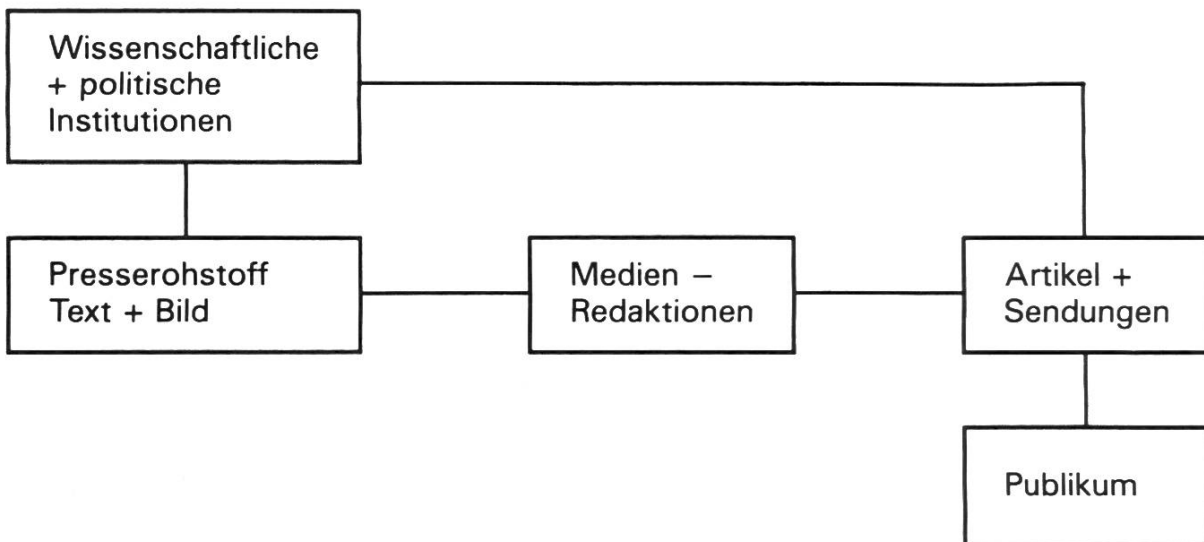 Wissenschaftliche
+ politische
Institutionen
Presserohstoff
Text + Bild
Medien –
Redaktionen
Artikel +
Sendungen
Publikum